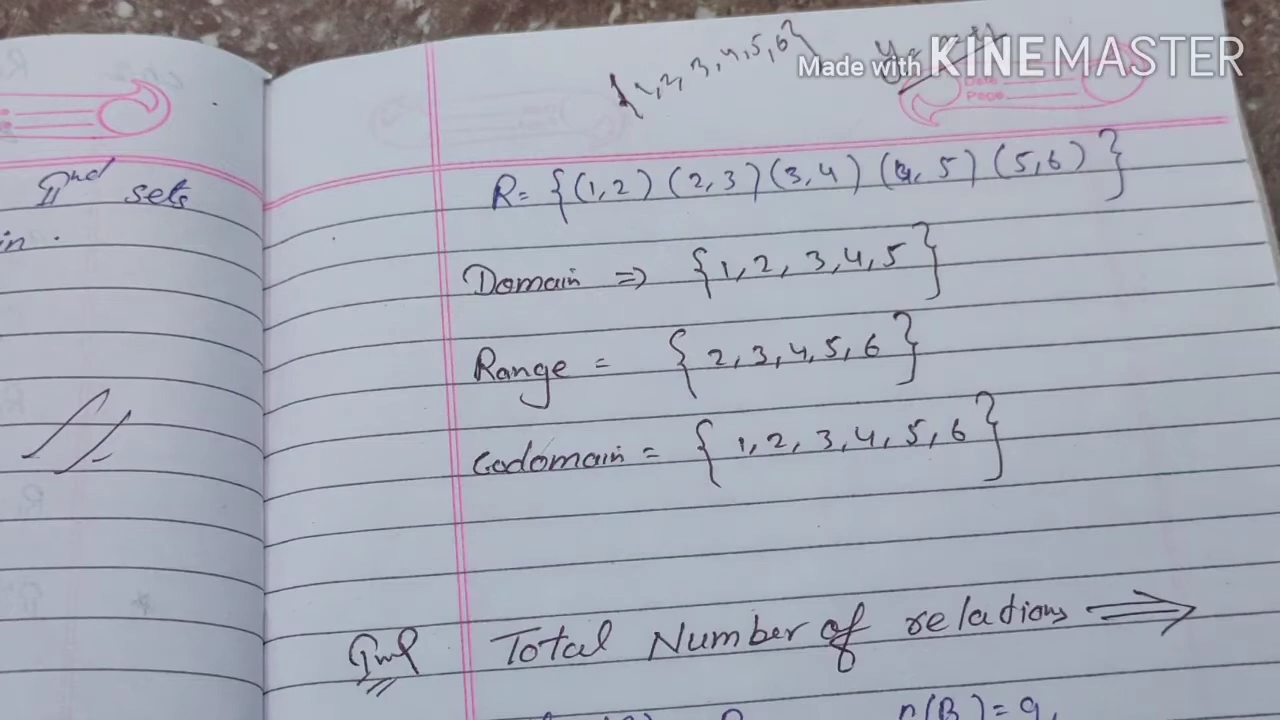 IInd sets
in.
{1,2,3,4,5,6}
Made with KINEMASTER
Page
R= {(1,2) (2,3) (3,4) (4,5) (5,6) }
Domain => {1,2,3,4,5}
Range = {2,3,4,5,6}
Codomain = {1,2,3,4,5,6}
Imp Total Number of relations =>
n(B)=9,